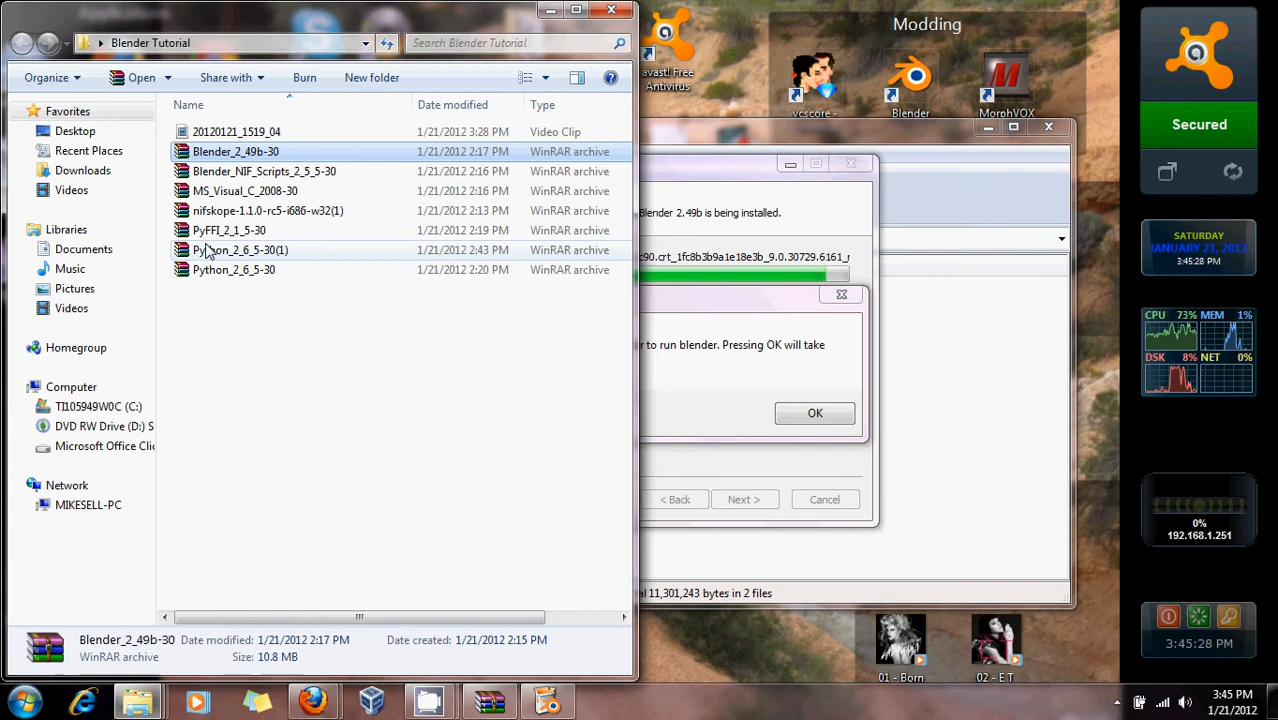 Blender Tutorial
Search Blender Tutorial
Organize
Open
Share with
Burn
New folder
Name
Date modified
Type
Favorites
Desktop
Recent Places
Downloads
Videos
Libraries
Documents
Music
Pictures
Videos
Homegroup
Computer
TI105949W0C (C:)
DVD RW Drive (D:) S
Microsoft Office Clic
Network
MIKESELL-PC
20120121_1519_04 1/21/2012 3:28 PM Video Clip
Blender_2_49b-30 1/21/2012 2:17 PM WinRAR archive
Blender_NIF_Scripts_2_5_5-30 1/21/2012 2:16 PM WinRAR archive
MS_Visual_C_2008-30 1/21/2012 2:16 PM WinRAR archive
nifskope-1.1.0-rc5-i686-w32(1) 1/21/2012 2:13 PM WinRAR archive
PyFFI_2_1_5-30 1/21/2012 2:19 PM WinRAR archive
Python_2_6_5-30(1) 1/21/2012 2:43 PM WinRAR archive
Python_2_6_5-30 1/21/2012 2:20 PM WinRAR archive
Blender_2_49b-30 Date modified: 1/21/2012 2:17 PM Date created: 1/21/2012 2:15 PM
WinRAR archive Size: 10.8 MB
Modding
avast! Free
Antivirus
vcscore -
Blender
MorphVOX
lender 2.49b is being installed.
c90.crt_1fc8b3b9a1e18e3b_9.0.30729.6161_r
r to run blender. Pressing OK will take
OK
< Back
Next >
Cancel
al 11,301,243 bytes in 2 files
01 - Born
02 - E T
Secured
SATURDAY
JANUARY 21, 2012
3:45:28 PM
CPU 73% MEM 1%
DSK 8% NET 0%
0%
192.168.1.251
3:45:28 PM
3:45 PM
1/21/2012